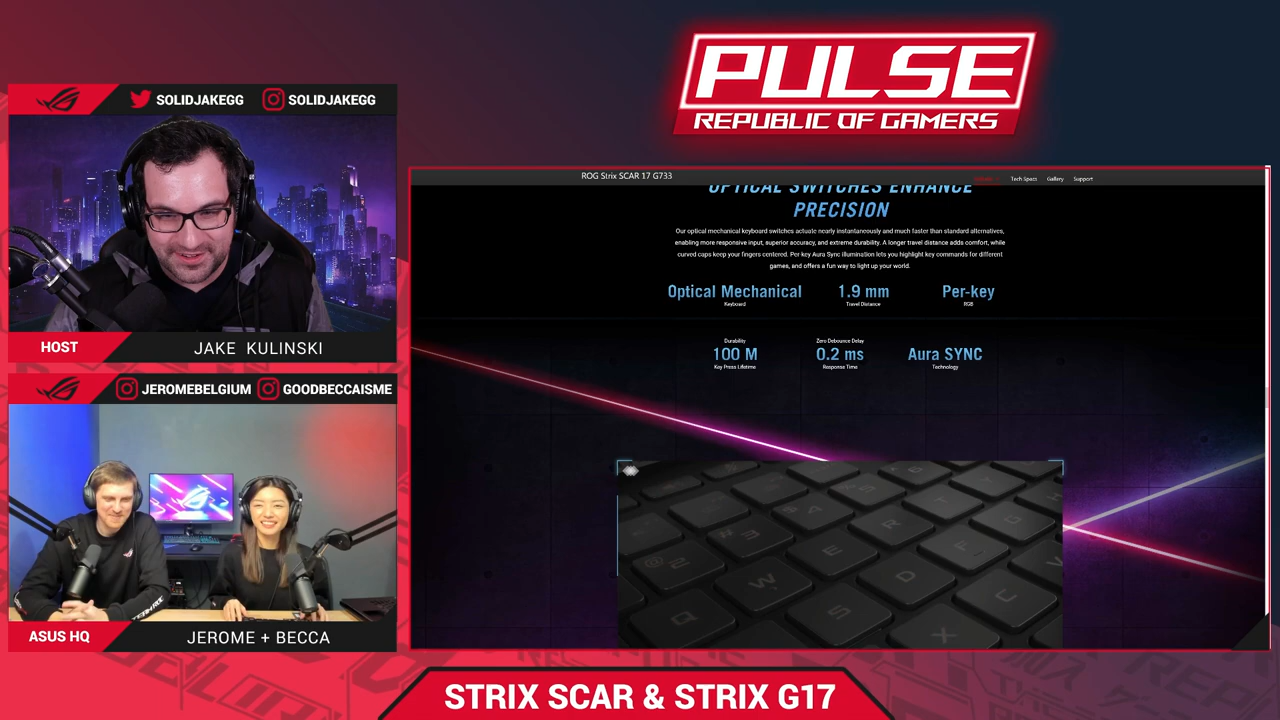 PULSE
REPUBLIC OF GAMERS
SOLIDJAKEGG SOLIDJAKEGG
HOST JAKE KULINSKI
JEROMEBELGIUM GOODBECCAISME
ASUS HQ JEROME + BECCA
ROG Strix SCAR 17 G733
Tech Specs Gallery Support
OPTICAL SWITCHES ENHANCE
PRECISION
Our optical mechanical keyboard switches actuate nearly instantaneously and much faster than standard alternatives,
enabling more responsive input, superior accuracy, and extreme durability. A longer travel distance adds comfort, while
curved caps keep your fingers centered. Per-key Aura Sync illumination lets you highlight key commands for different
games, and offers a fun way to light up your world.
Optical Mechanical 1.9 mm Per-key
Keyboard Travel Distance RGB
Durability Zero Debounce Delay
100 M 0.2 ms Aura SYNC
Key Press Lifetime Response Time Technology
# 3 $ 4 R G
@ 2 E F
W D C
Q S X
STRIX SCAR & STRIX G17